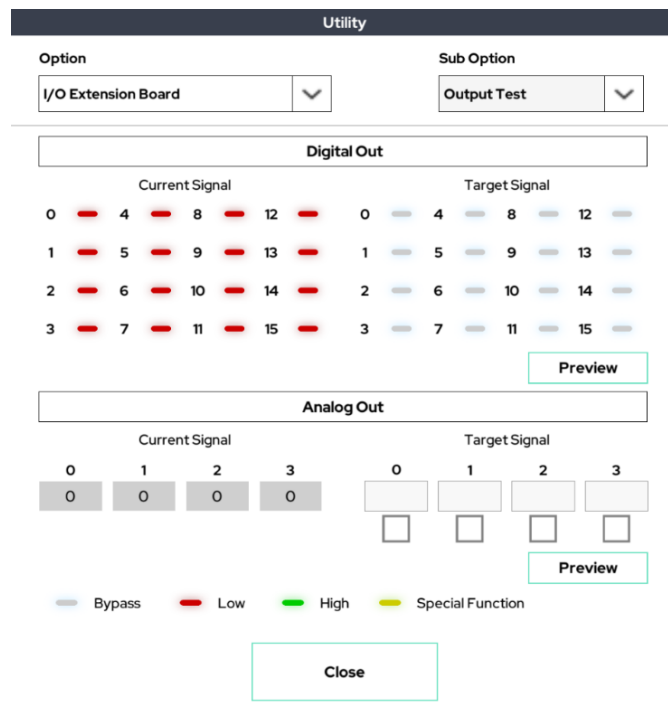 Utility
Option Sub Option
I/O Extension Board Output Test
Digital Out
Current Signal Target Signal
0 4 8 12 0 4 8 12
1 5 9 13 1 5 9 13
2 6 10 14 2 6 10 14
3 7 11 15 3 7 11 15
Preview
Analog Out
Current Signal Target Signal
0 1 2 3 0 1 2 3
0 0 0 0
Preview
Bypass Low High Special Function
Close